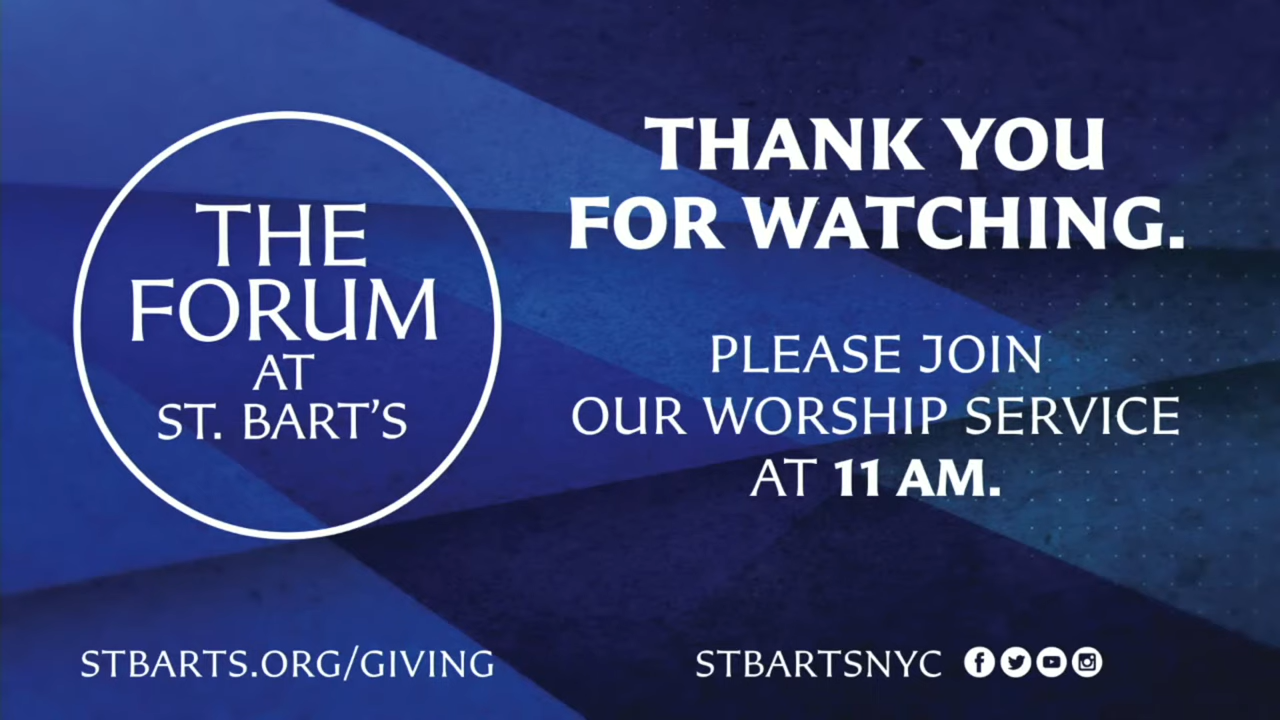 THE
FORUM
AT
ST. BART’S
THANK YOU
FOR WATCHING.
PLEASE JOIN
OUR WORSHIP SERVICE
AT 11 AM.
STBARTS.ORG/GIVING
STBARTSNYC